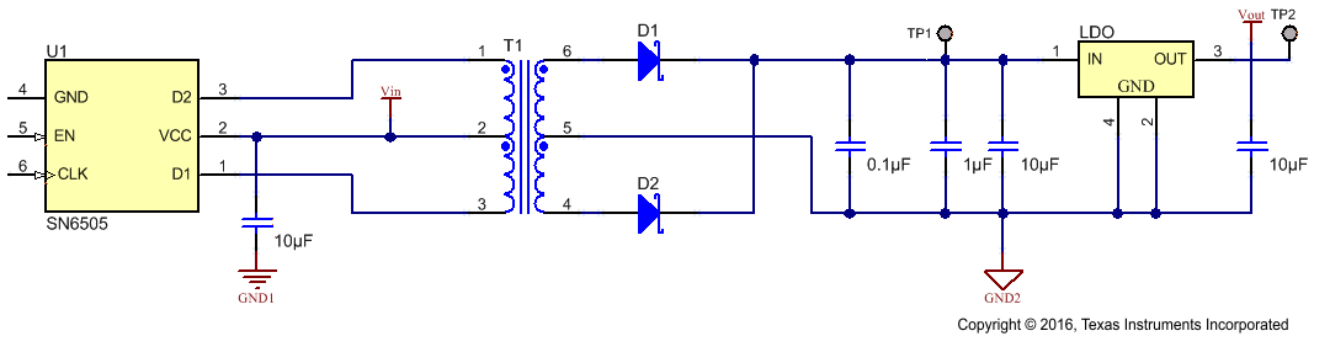 U1
4
GND
D2
3
5
EN
VCC
2
6
CLK
D1
1
SN6505
Vin
10µF
GND1
1
T1
6
2
5
3
4
D1
D2
TP1
0.1µF
1µF
10µF
GND2
LDO
1
IN
OUT
3
GND
4
2
Vout
TP2
10µF
Copyright © 2016, Texas Instruments Incorporated